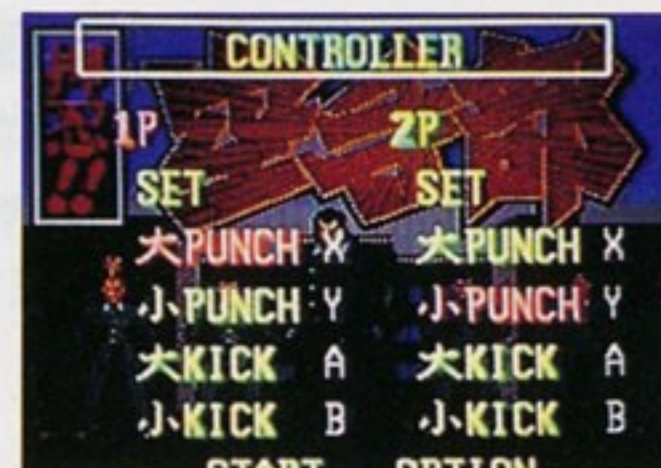 CONTROLLER
1P 2P
SET SET
大PUNCH X 大PUNCH X
小PUNCH Y 小PUNCH Y
大KICK A 大KICK A
小KICK B 小KICK B
START OPTION